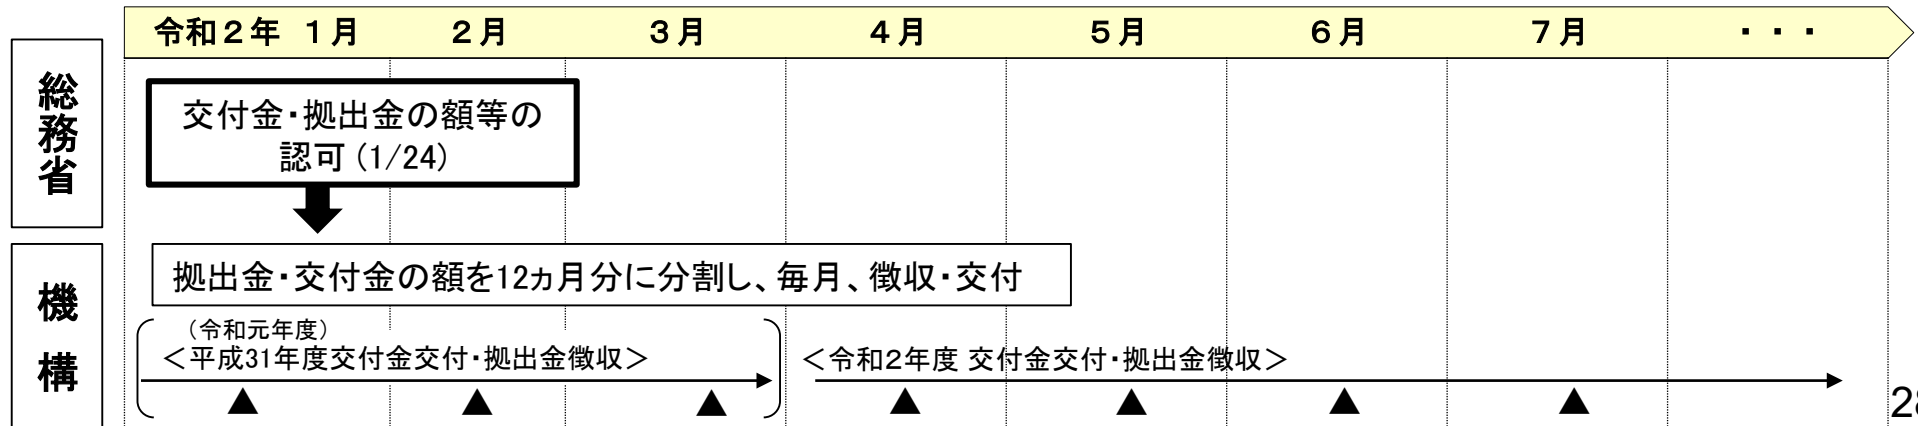 令和２年 １月 ２月 ３月 ４月 ５月 ６月 ７月 ・・・
総務省
交付金・拠出金の額等の
認可（1/24）
機構
拠出金・交付金の額を12ヵ月分に分割し、毎月、徴収・交付
（令和元年度）
＜平成31年度交付金交付・拠出金徴収＞
＜令和２年度 交付金交付・拠出金徴収＞
▲ ▲ ▲ ▲ ▲ ▲ ▲
28